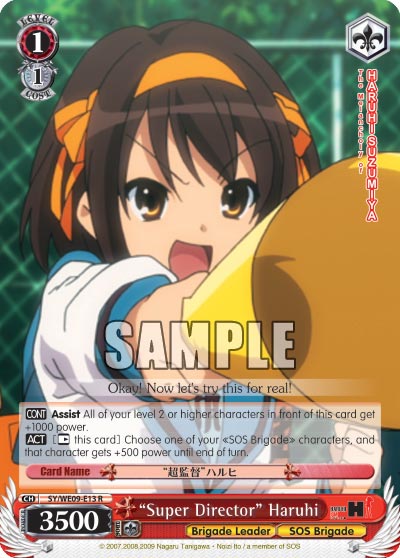 LEVEL
1
1
COST
The Melancholy of
HARUHI SUZUMIYA
SAMPLE
Okay! Now let's try this for real!
CONT Assist All of your level 2 or higher characters in front of this card get
+1000 power.
ACT [ this card] Choose one of your «SOS Brigade» characters, and
that character gets +500 power until end of turn.
Card Name “超監督”ハルヒ
CH SY/WE09-E13 R
3500
“Super Director” Haruhi
Brigade Leader SOS Brigade
© 2007,2008,2009 Nagaru Tanigawa • Noizi Ito / a member of SOS